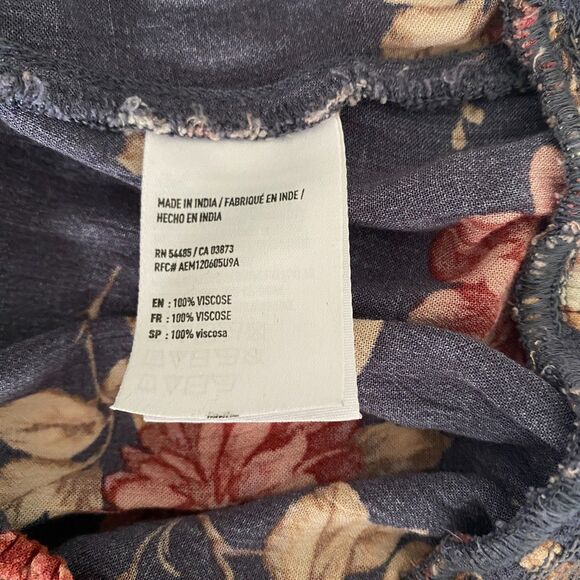 MADE IN INDIA / FABRIQUÉ EN INDE /
HECHO EN INDIA
RN 54485 / CA 03873
RFC# AEM120605U9A
EN : 100% VISCOSE
FR : 100% VISCOSE
SP : 100% viscosa